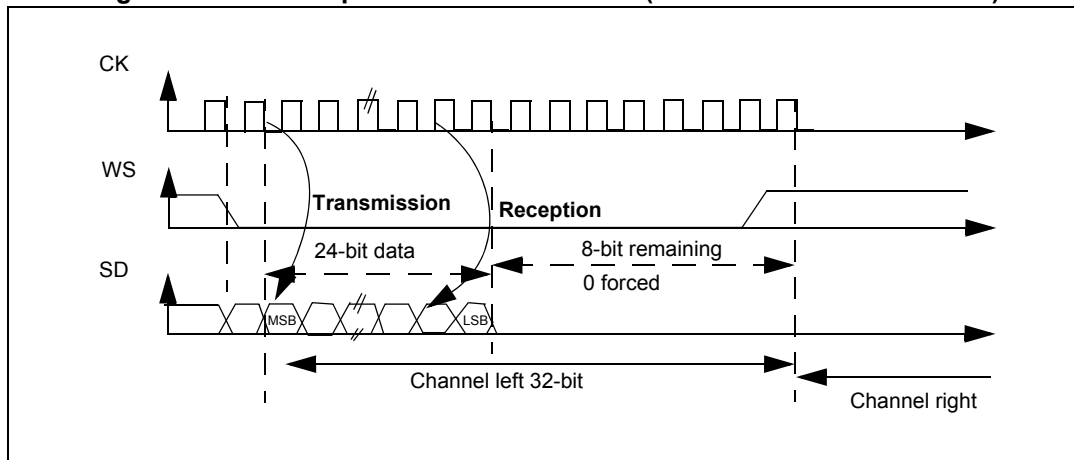 CK
WS
Transmission
Reception
24-bit data
8-bit remaining
SD
0 forced
MSB
LSB
Channel left 32-bit
Channel right